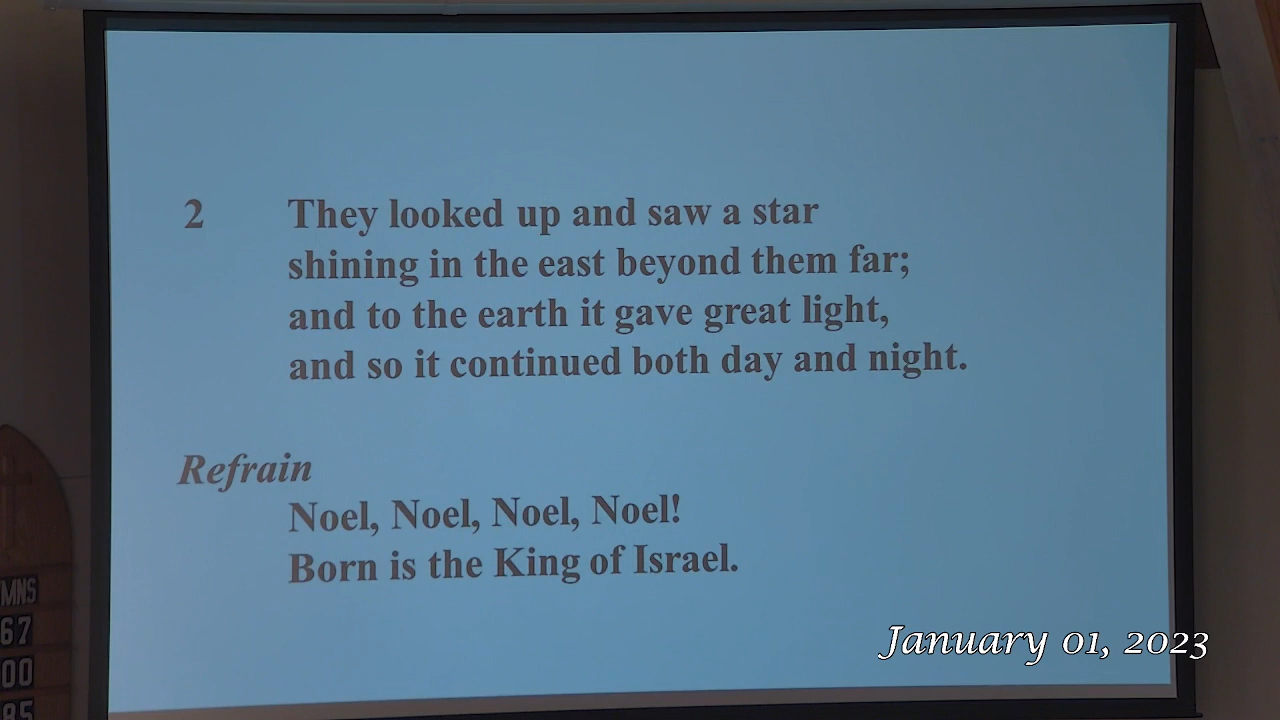 2 They looked up and saw a star
shining in the east beyond them far;
and to the earth it gave great light,
and so it continued both day and night.
Refrain
Noel, Noel, Noel, Noel!
Born is the King of Israel.
MNS
67
00
85
January 01, 2023